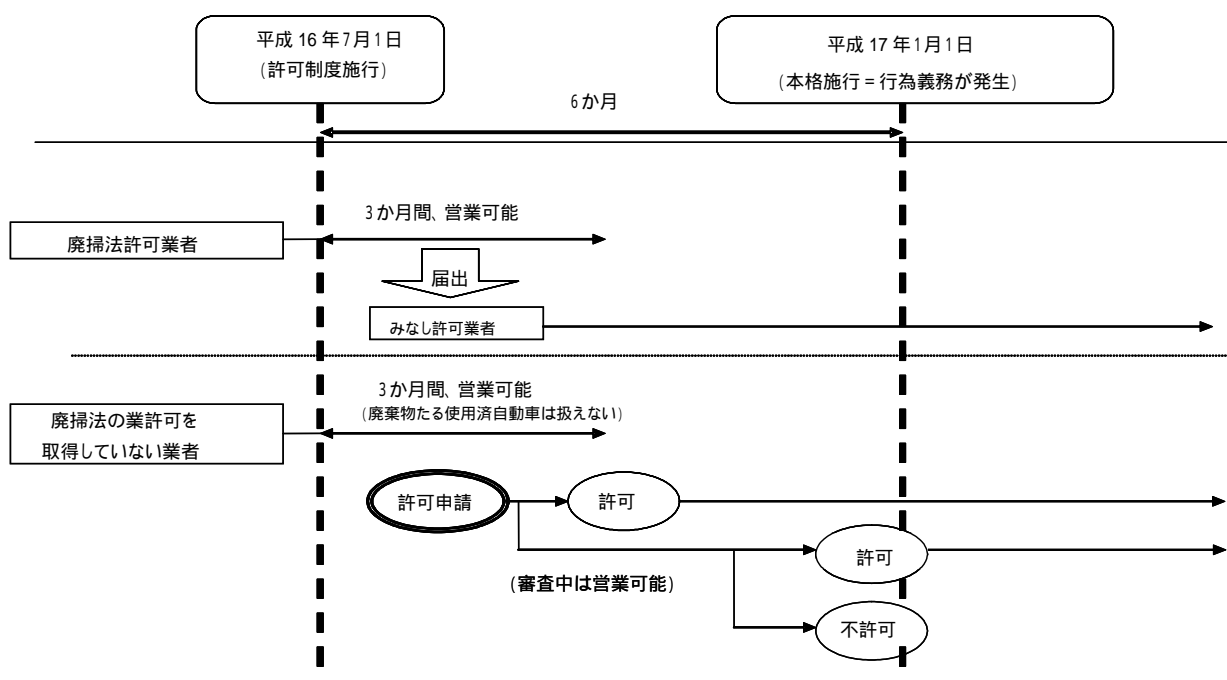 平成 16 年7月1日
(許可制度施行)
平成 17 年1月1日
(本格施行=行為義務が発生)
6か月
3か月間、営業可能
廃掃法許可業者
届出
みなし許可業者
3か月間、営業可能
(廃棄物たる使用済自動車は扱えない)
廃掃法の業許可を
取得していない業者
許可申請
許可
許可
(審査中は営業可能)
不許可